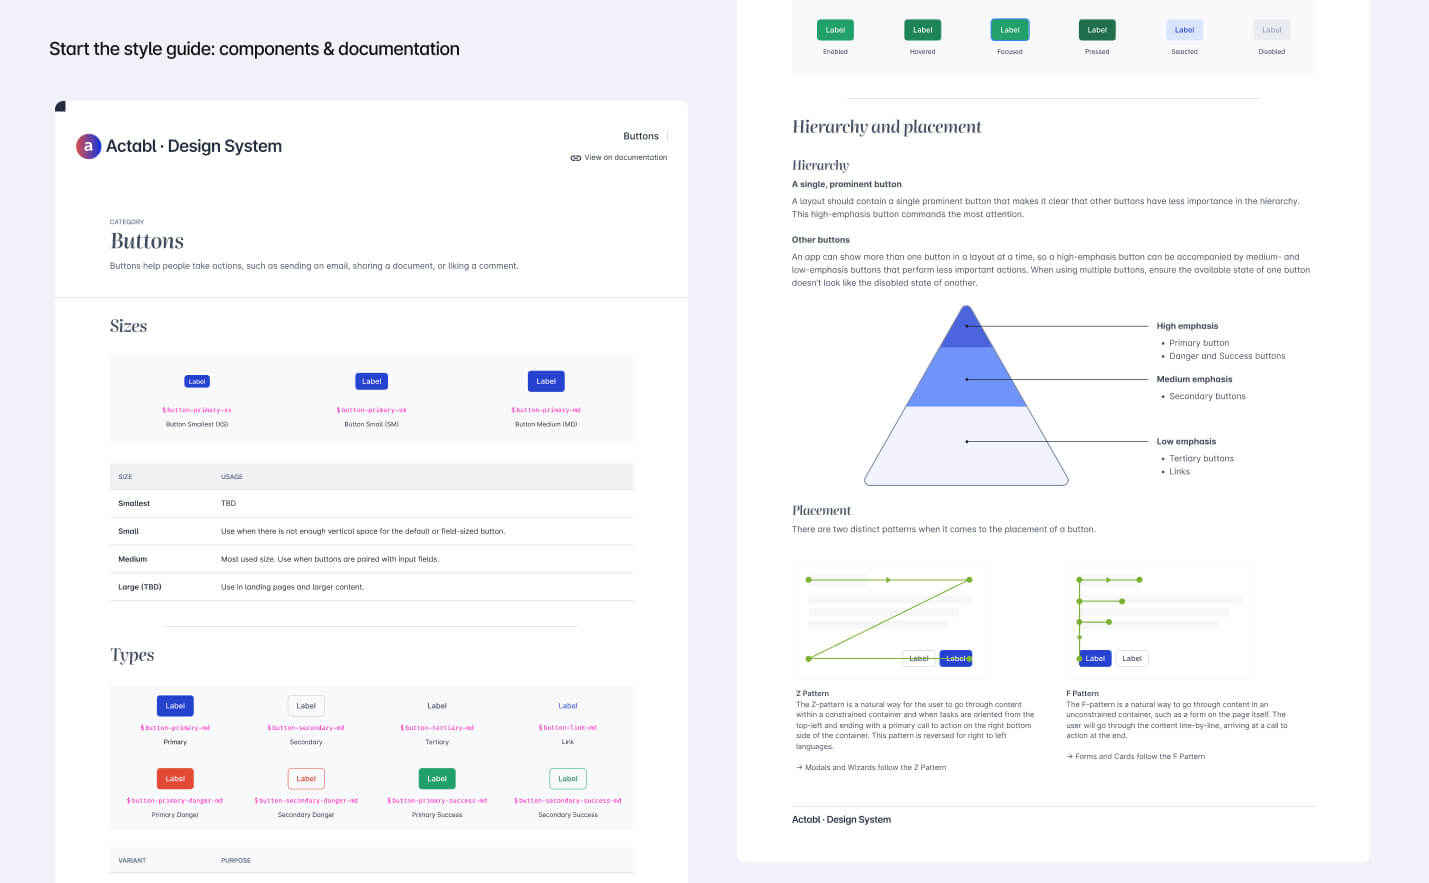 Start the style guide: components & documentation
a Actabl · Design System
Buttons
View on documentation
CATEGORY
Buttons
Buttons help people take actions, such as sending an email, sharing a document, or liking a comment.
Sizes
Label Label Label
$button-primary-xs $button-primary-sm $button-primary-md
Button Smallest (XS) Button Small (SM) Button Medium (MD)
SIZE USAGE
Smallest TBD
Small Use when there is not enough vertical space for the default or field-sized button.
Medium Most used size. Use when buttons are paired with input fields.
Large (TBD) Use in landing pages and larger content.
Types
Label Label Label Label
$button-primary-md $button-secondary-md $button-tertiary-md $button-link-md
Primary Secondary Tertiary Link
Label Label Label Label
$button-primary-danger-md $button-secondary-danger-md $button-primary-success-md $button-secondary-success-md
Primary Danger Secondary Danger Primary Success Secondary Success
VARIANT PURPOSE
Label Label Label Label Label Label
Enabled Hovered Focused Pressed Selected Disabled
Hierarchy and placement
Hierarchy
A single, prominent button
A layout should contain a single prominent button that makes it clear that other buttons have less importance in the hierarchy.
This high-emphasis button commands the most attention.
Other buttons
An app can show more than one button in a layout at a time, so a high-emphasis button can be accompanied by medium- and
low-emphasis buttons that perform less important actions. When using multiple buttons, ensure the available state of one button
doesn't look like the disabled state of another.
High emphasis
• Primary button
• Danger and Success buttons
Medium emphasis
• Secondary buttons
Low emphasis
• Tertiary buttons
• Links
Placement
There are two distinct patterns when it comes to the placement of a button.
Label Label
Z Pattern
The Z-pattern is a natural way for the user to go through content
within a constrained container and when tasks are oriented from the
top-left and ending with a primary call to action on the right bottom
side of the container. This pattern is reversed for right to left
languages.
→ Modals and Wizards follow the Z Pattern
Label Label
F Pattern
The F-pattern is a natural way to go through content in an
unconstrained container, such as a form on the page itself. The
user will go through the content line-by-line, arriving at a call to
action at the end.
→ Forms and Cards follow the F Pattern
Actabl · Design System